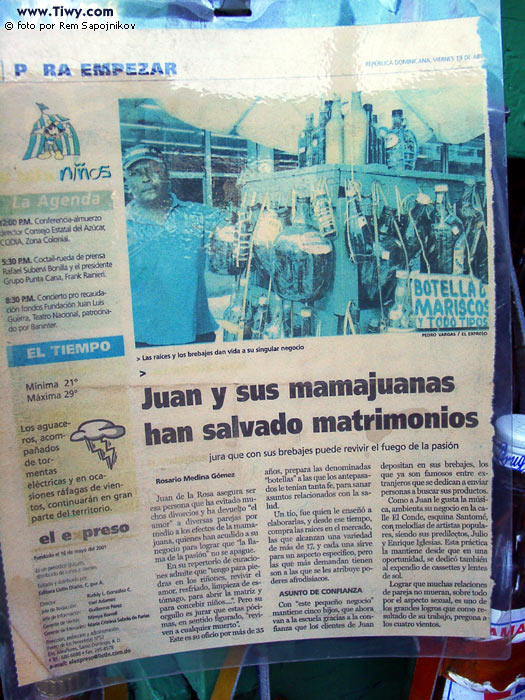 www.Tiwy.com
© foto por Rem Sapojnikov
P RA EMPEZAR
REPÚBLICA DOMINICANA, VIERNES 13 DE
niños
La Agenda
12:00 P.M. Conferencia-almuerzo
director Consejo Estatal del Azúcar,
CODIA, Zona Colonial.
5:30 P.M. Coctail-rueda de prensa
Rafael Suberví Bonilla y el presidente
Grupo Punta Cana, Frank Rainieri.
8:30 P.M. Concierto pro recauda-
ción fondos Fundación Juan Luis
Guerra, Teatro Nacional, patrocina-
do por Baninter.
EL TIEMPO
Mínima 21°
Máxima 29°
Los aguace-
ros, acom-
pañados
de tor-
mentas
eléctricas y en oca-
siones ráfagas de vien-
tos, continuarán en gran
parte del territorio.
el expreso
Fundado el 16 de mayo del 2001
BOTELLA D
MARISCOS
Y TODO TIPOS
PEDRO VARGAS / EL EXPRESO
> Las raíces y los brebajes dan vida a su singular negocio
>
Juan y sus mamajuanas
han salvado matrimonios
jura que con sus brebajes puede revivir el fuego de la pasión
Rosario Medina Gómez
Juan de la Rosa asegura ser
esa persona que ha evitado mu-
chos divorcios y ha devuelto "el
amor" a diversas parejas por
medio a los efectos de la mama-
juana, quienes han acudido a su
negocio para lograr que "la lla-
ma de la pasión" no se apague.
En su repertorio de curacio-
nes admite que "tengo para pie-
dras en los riñones, revivir el
amor, resfriado, limpieza de es-
tómago, para abrir la matriz y
para concebir niños…". Pero su
orgullo es jurar que estas póci-
mas, en sentido figurado, "revi-
ven a cualquier muerto".
Este es su oficio por más de 35
años, prepara las denominadas
"botellas" a las que los antepasa-
dos le tenían tanta fe, para sanar
asuntos relacionados con la sa-
lud.
Un tío, fue quien le enseñó a
elaborarlas, y desde ese tiempo,
compra las raíces en el mercado,
las que alcanzan una variedad
de más de 17, y cada una sirve
para un aspecto específico, pero
las que más demandan tienen
son a las que se les atribuye po-
deres afrodisíacos.
ASUNTO DE CONFIANZA
Con "este pequeño negocio"
mantiene cinco hijos, que ahora
van a la escuela gracias a la con-
fianza que los clientes de Juan
depositan en sus brebajes, los
que ya son famosos entre ex-
tranjeros que se dedican a enviar
personas a buscar sus productos.
Como a Juan le gusta la músi-
ca, ambienta su negocio en la ca-
lle El Conde, esquina Santomé,
con melodías de artistas popula-
res, siendo sus predilectos, Julio
y Enrique Iglesias. Esta práctica
la mantiene desde que en una
oportunidad, se dedicó también
al expendio de cassettes y lentes
de sol.
Lograr que muchas relaciones
de pareja no mueran, sobre todo
por el aspecto sexual, es uno de
los grandes logros que como re-
sultado de su trabajo, pregona a
los cuatro vientos.